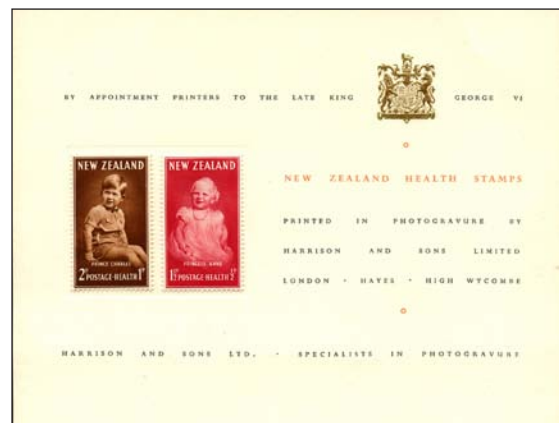 BY APPOINTMENT PRINTERS TO THE LATE KING GEORGE VI
NEW ZEALAND
PRINCE CHARLES
2D POSTAGE·HEALTH 1D
NEW ZEALAND
PRINCESS ANNE
1½D POSTAGE·HEALTH ½D
NEW ZEALAND HEALTH STAMPS
PRINTED IN PHOTOGRAVURE BY
HARRISON AND SONS LIMITED
LONDON · HAYES · HIGH WYCOMBE
HARRISON AND SONS LTD. · SPECIALISTS IN PHOTOGRAVURE